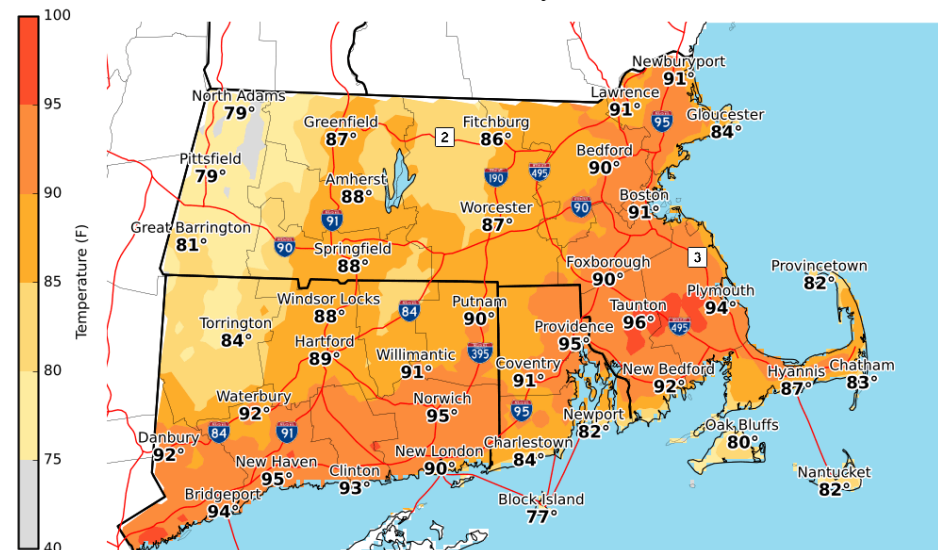 100
95
90
85
80
75
40
Temperature (F)
Newburyport
91°
North Adams
79°
Lawrence
91°
95
Gloucester
84°
Greenfield
87°
2
Fitchburg
86°
Bedford
90°
Pittsfield
79°
Amherst
88°
190
495
Boston
91°
90
Worcester
87°
91
Great Barrington
81°
90
Springfield
88°
3
Foxborough
90°
Provincetown
82°
Plymouth
94°
Windsor Locks
88°
84
Putnam
90°
Taunton
96°
495
Torrington
84°
Providence
95°
Hartford
89°
Willimantic
91°
395
Coventry
91°
New Bedford
92°
Hyannis
87°
Chatham
83°
Waterbury
92°
Norwich
95°
95
Newport
82°
Oak Bluffs
80°
84
91
Danbury
92°
Charlestown
84°
New London
90°
New Haven
95°
Clinton
93°
Nantucket
82°
Bridgeport
94°
Block Island
77°